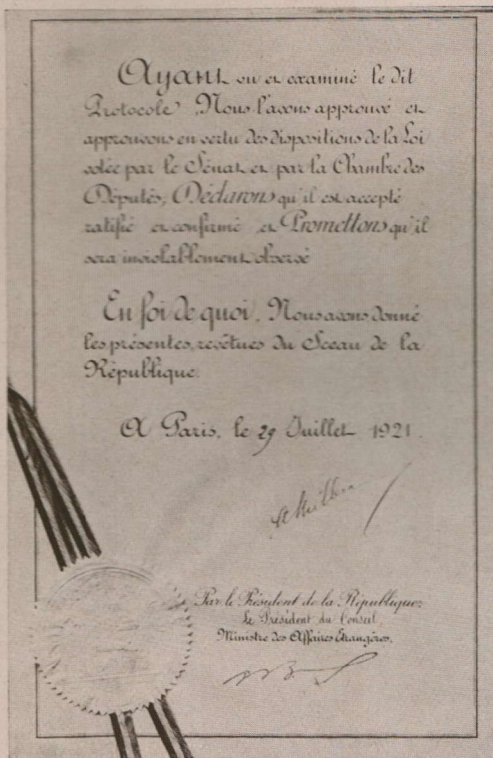 Ayant vu et examiné le dit
Protocole Nous l'avons approuvé et
approuvons en vertu des dispositions de la Loi
votée par le Sénat et par la Chambre des
Députés, Déclarons qu'il est accepté
ratifié et confirmé et Promettons qu'il
sera inviolablement observé
En foi de quoi, Nous avons donné
les présentes, revêtues du Sceau de la
République.
A Paris, le 29 Juillet 1921.
Par le Président de la République:
Le Président du Conseil,
Ministre des Affaires Étrangères,